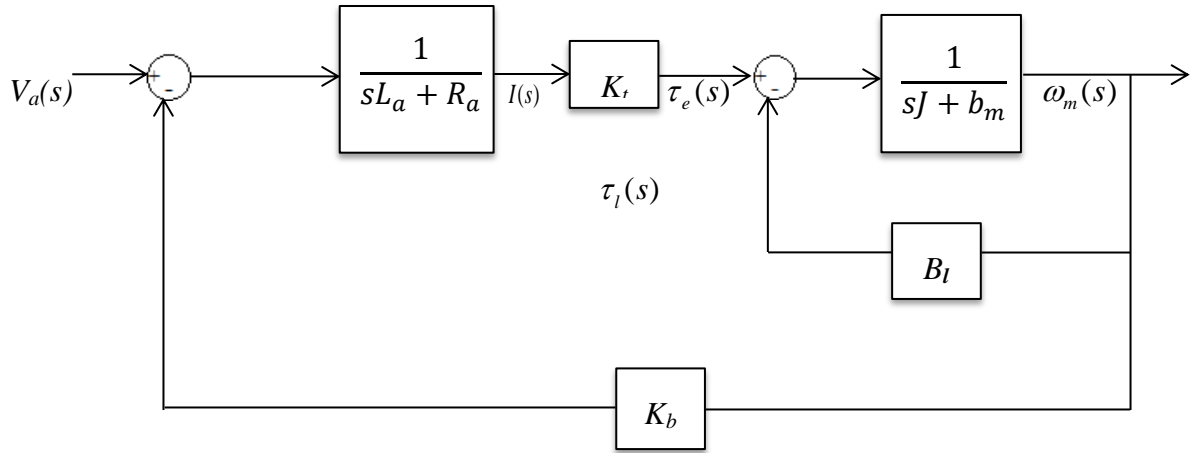 V_a(s)
+
-
1
sL_a + R_a
I(s)
K_t
τ_e(s)
+
-
1
sJ + b_m
ω_m(s)
τ_l(s)
B_l
K_b